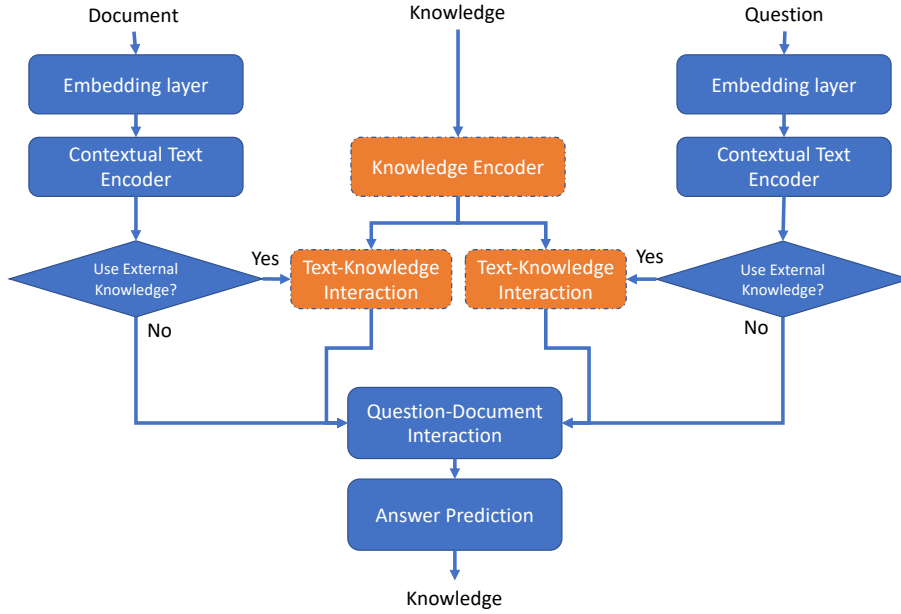 Document
Knowledge
Question
Embedding layer
Embedding layer
Contextual Text
Encoder
Knowledge Encoder
Contextual Text
Encoder
Use External
Knowledge?
Yes
No
Text-Knowledge
Interaction
Text-Knowledge
Interaction
Yes
Use External
Knowledge?
No
Question-Document
Interaction
Answer Prediction
Knowledge